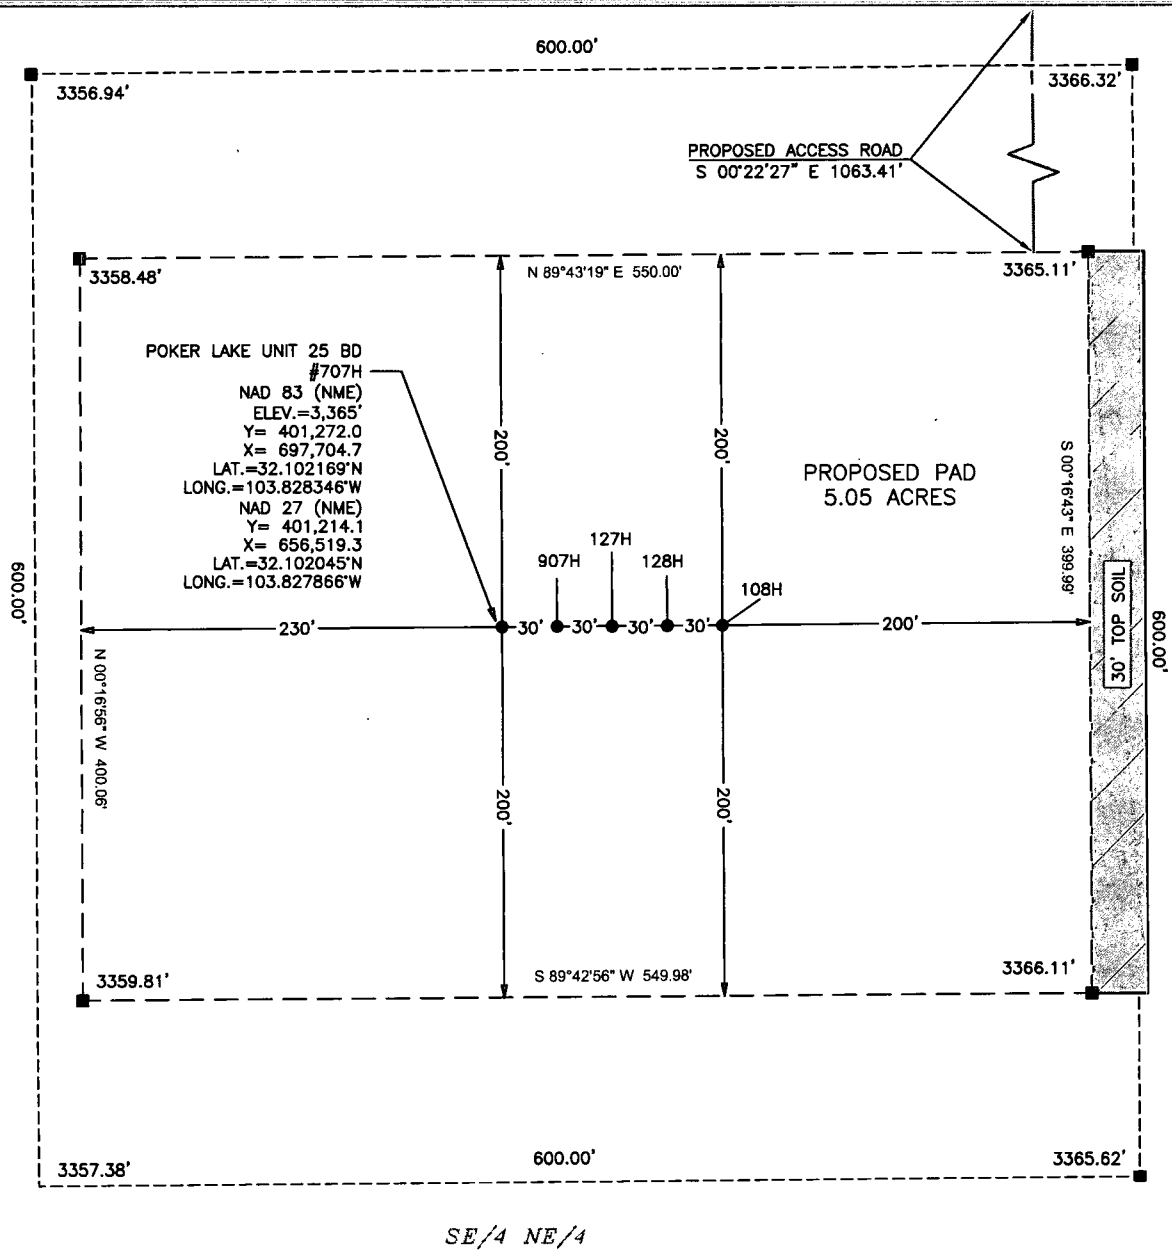 600.00'
3356.94'
3366.32'
PROPOSED ACCESS ROAD
S 00°22'27" E 1063.41'
3358.48'
N 89°43'19" E 550.00'
3365.11'
POKER LAKE UNIT 25 BD
#707H
NAD 83 (NME)
ELEV.=3,365'
Y= 401,272.0
X= 697,704.7
LAT.=32.102169°N
LONG.=103.828346°W
NAD 27 (NME)
Y= 401,214.1
X= 656,519.3
LAT.=32.102045°N
LONG.=103.827866°W
200'
200'
PROPOSED PAD
5.05 ACRES
S 00°16'43" E 399.99'
600.00'
907H
127H
128H
108H
230'
30'
30'
30'
30'
200'
30' TOP SOIL
600.00'
N 00°16'56" W 400.06'
200'
200'
3359.81'
S 89°42'56" W 549.98'
3366.11'
3357.38'
600.00'
3365.62'
SE/4 NE/4